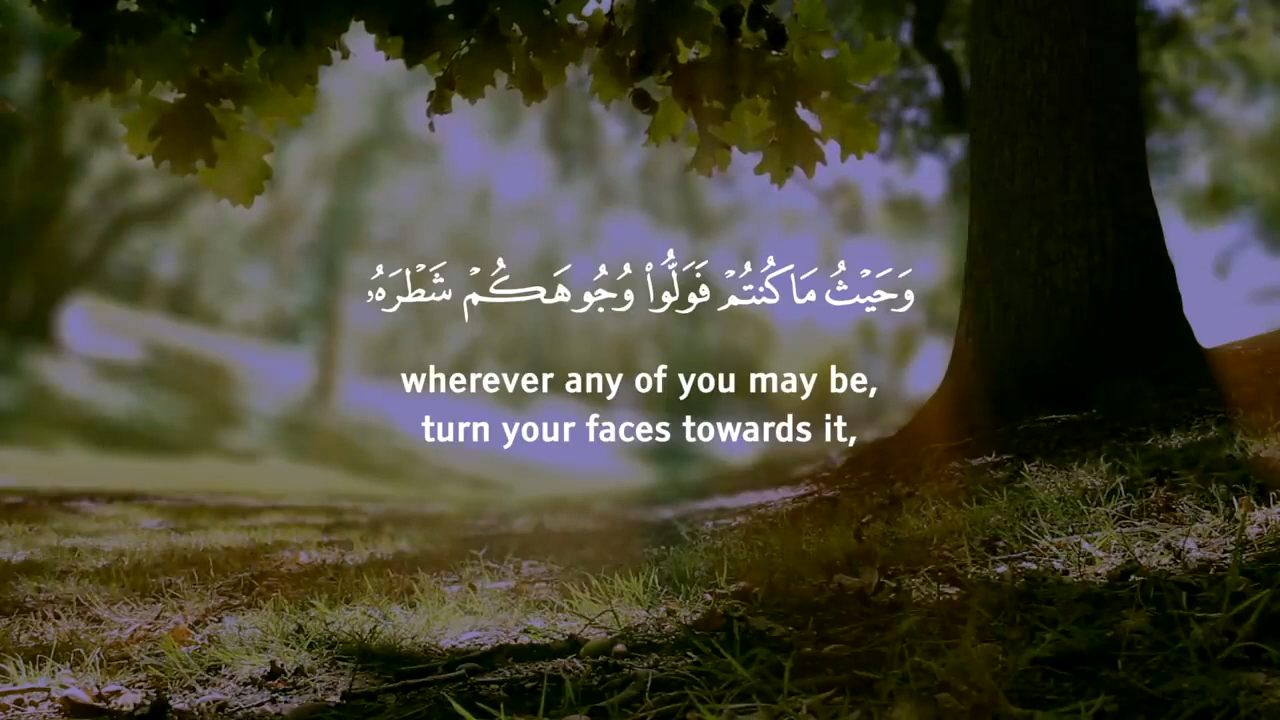 وَحَيْثُ مَا كُنتُمْ فَوَلُّوا۟ وُجُوهَكُمْ شَطْرَهُۥ
wherever any of you may be,
turn your faces towards it,